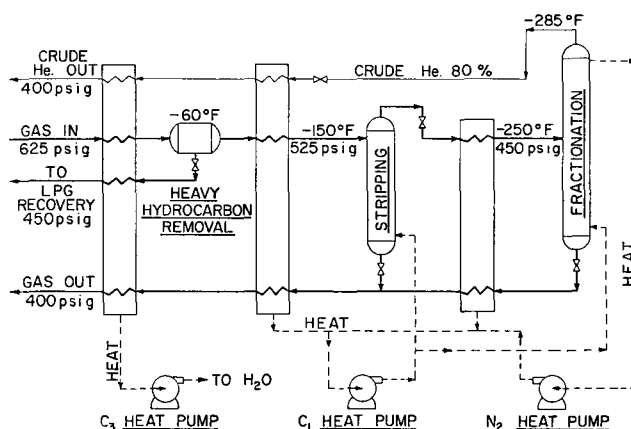 -285°F
CRUDE
He. OUT
400psig
CRUDE He. 80 %
-60°F
GAS IN
625 psig
-150°F
525 psig
-250°F
450 psig
TO
LPG
RECOVERY
450psig
HEAVY
HYDROCARBON
REMOVAL
STRIPPING
FRACTIONATION
GAS OUT
400 psig
HEAT
HEAT
HEAT
TO H₂O
C₃ HEAT PUMP
C₁ HEAT PUMP
N₂ HEAT PUMP